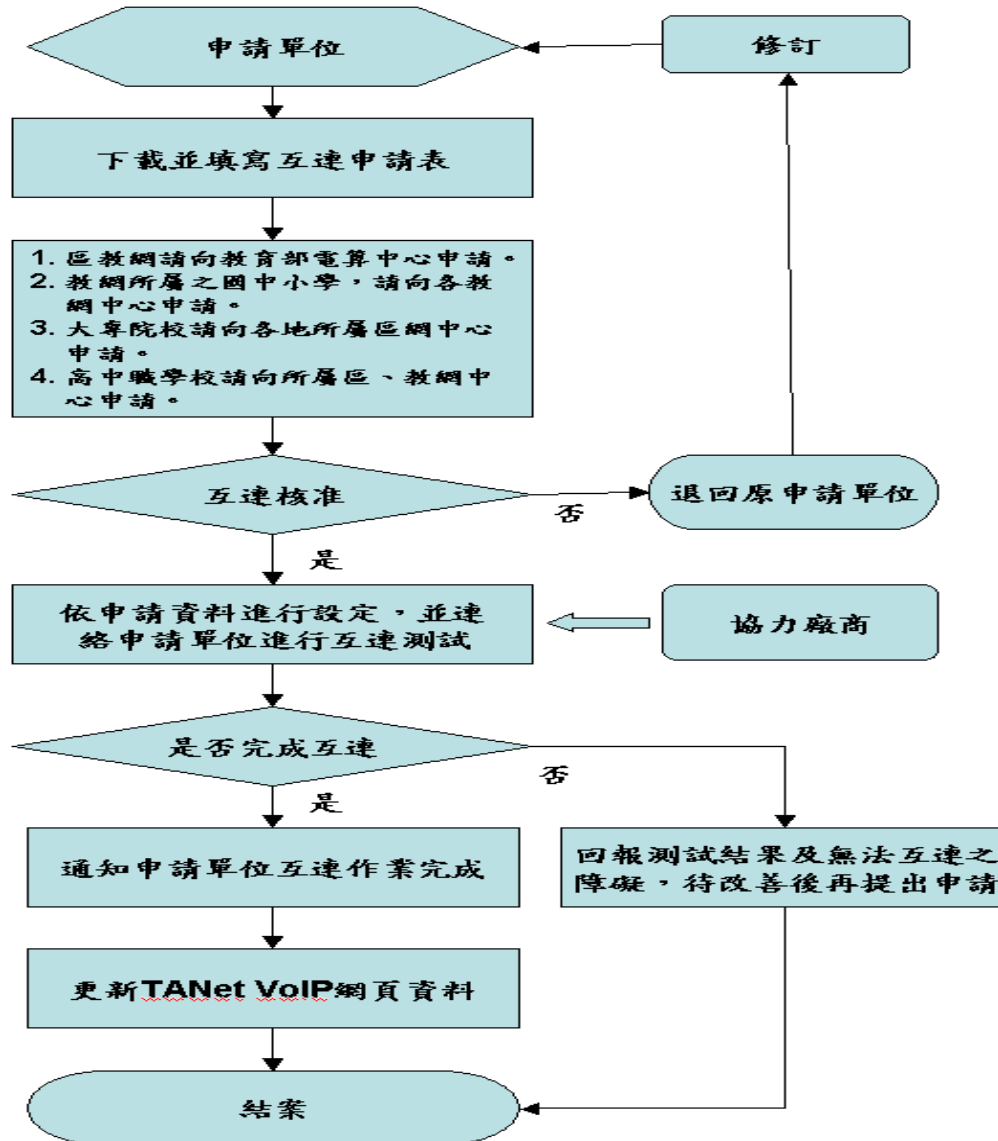 申請單位
修訂
下載並填寫互連申請表
1. 區教網請向教育部電算中心申請。
2. 教網所屬之國中小學，請向各教
網中心申請。
3. 大專院校請向各地所屬區網中心
申請。
4. 高中職學校請向所屬區、教網中
心申請。
互連核准
否
退回原申請單位
是
依申請資料進行設定，並連
絡申請單位進行互連測試
協力廠商
是否完成互連
否
是
通知申請單位互連作業完成
回報測試結果及無法互連之
障礙，待改善後再提出申請
更新TANet VoIP網頁資料
結案